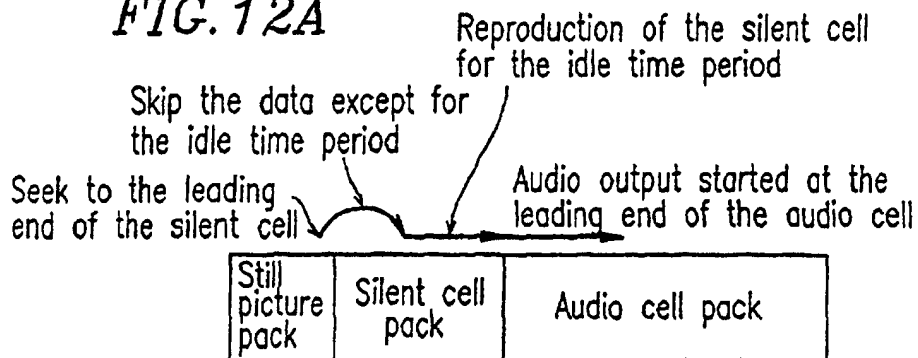 FIG. 12A
Reproduction of the silent cell
for the idle time period
Skip the data except for
the idle time period
Seek to the leading
end of the silent cell
Audio output started at the
leading end of the audio cell
Still
picture
pack
Silent cell
pack
Audio cell pack